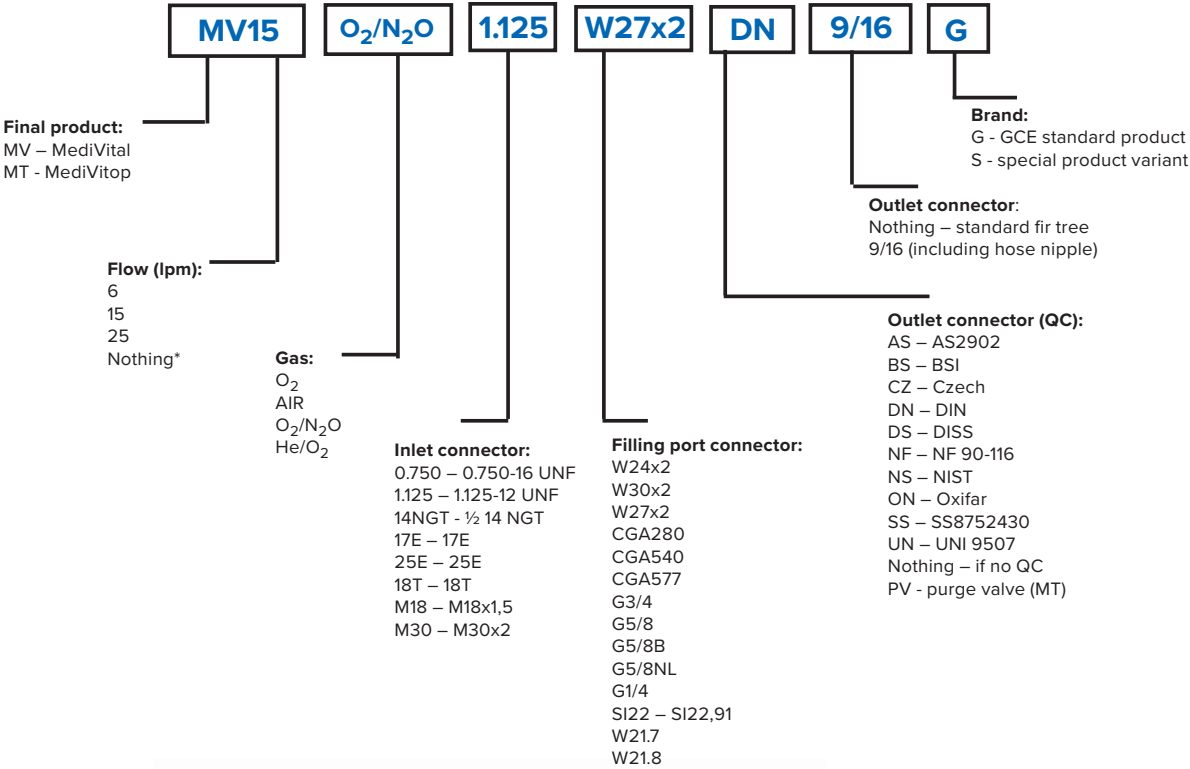 MV15 O₂/N₂O 1.125 W27x2 DN 9/16 G
Final product:
MV – MediVital
MT - MediVitop
Flow (lpm):
6
15
25
Nothing*
Gas:
O₂
AIR
O₂/N₂O
He/O₂
Inlet connector:
0.750 – 0.750-16 UNF
1.125 – 1.125-12 UNF
14NGT - ½ 14 NGT
17E – 17E
25E – 25E
18T – 18T
M18 – M18x1,5
M30 – M30x2
Filling port connector:
W24x2
W30x2
W27x2
CGA280
CGA540
CGA577
G3/4
G5/8
G5/8B
G5/8NL
G1/4
SI22 – SI22,91
W21.7
W21.8
Outlet connector (QC):
AS – AS2902
BS – BSI
CZ – Czech
DN – DIN
DS – DISS
NF – NF 90-116
NS – NIST
ON – Oxifar
SS – SS8752430
UN – UNI 9507
Nothing – if no QC
PV - purge valve (MT)
Outlet connector:
Nothing – standard fir tree
9/16 (including hose nipple)
Brand:
G - GCE standard product
S - special product variant